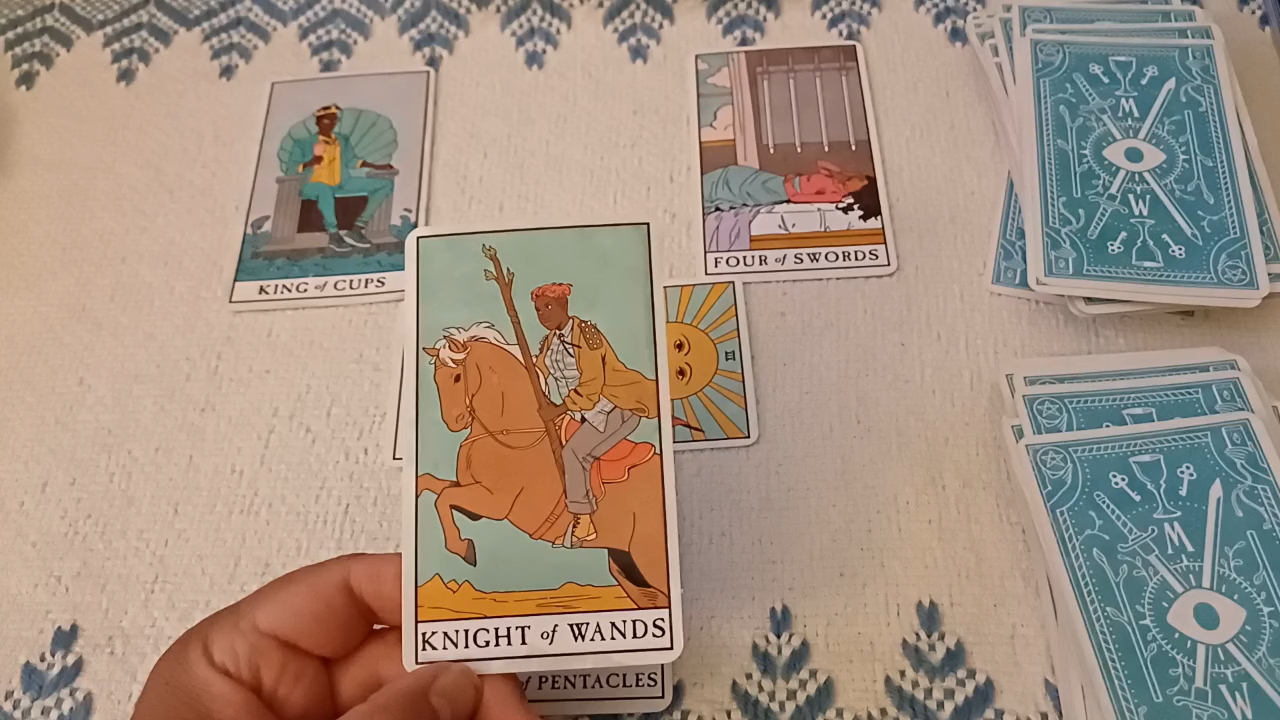 KING of CUPS
FOUR of SWORDS
KNIGHT of WANDS
of PENTACLES
M
W
M
W